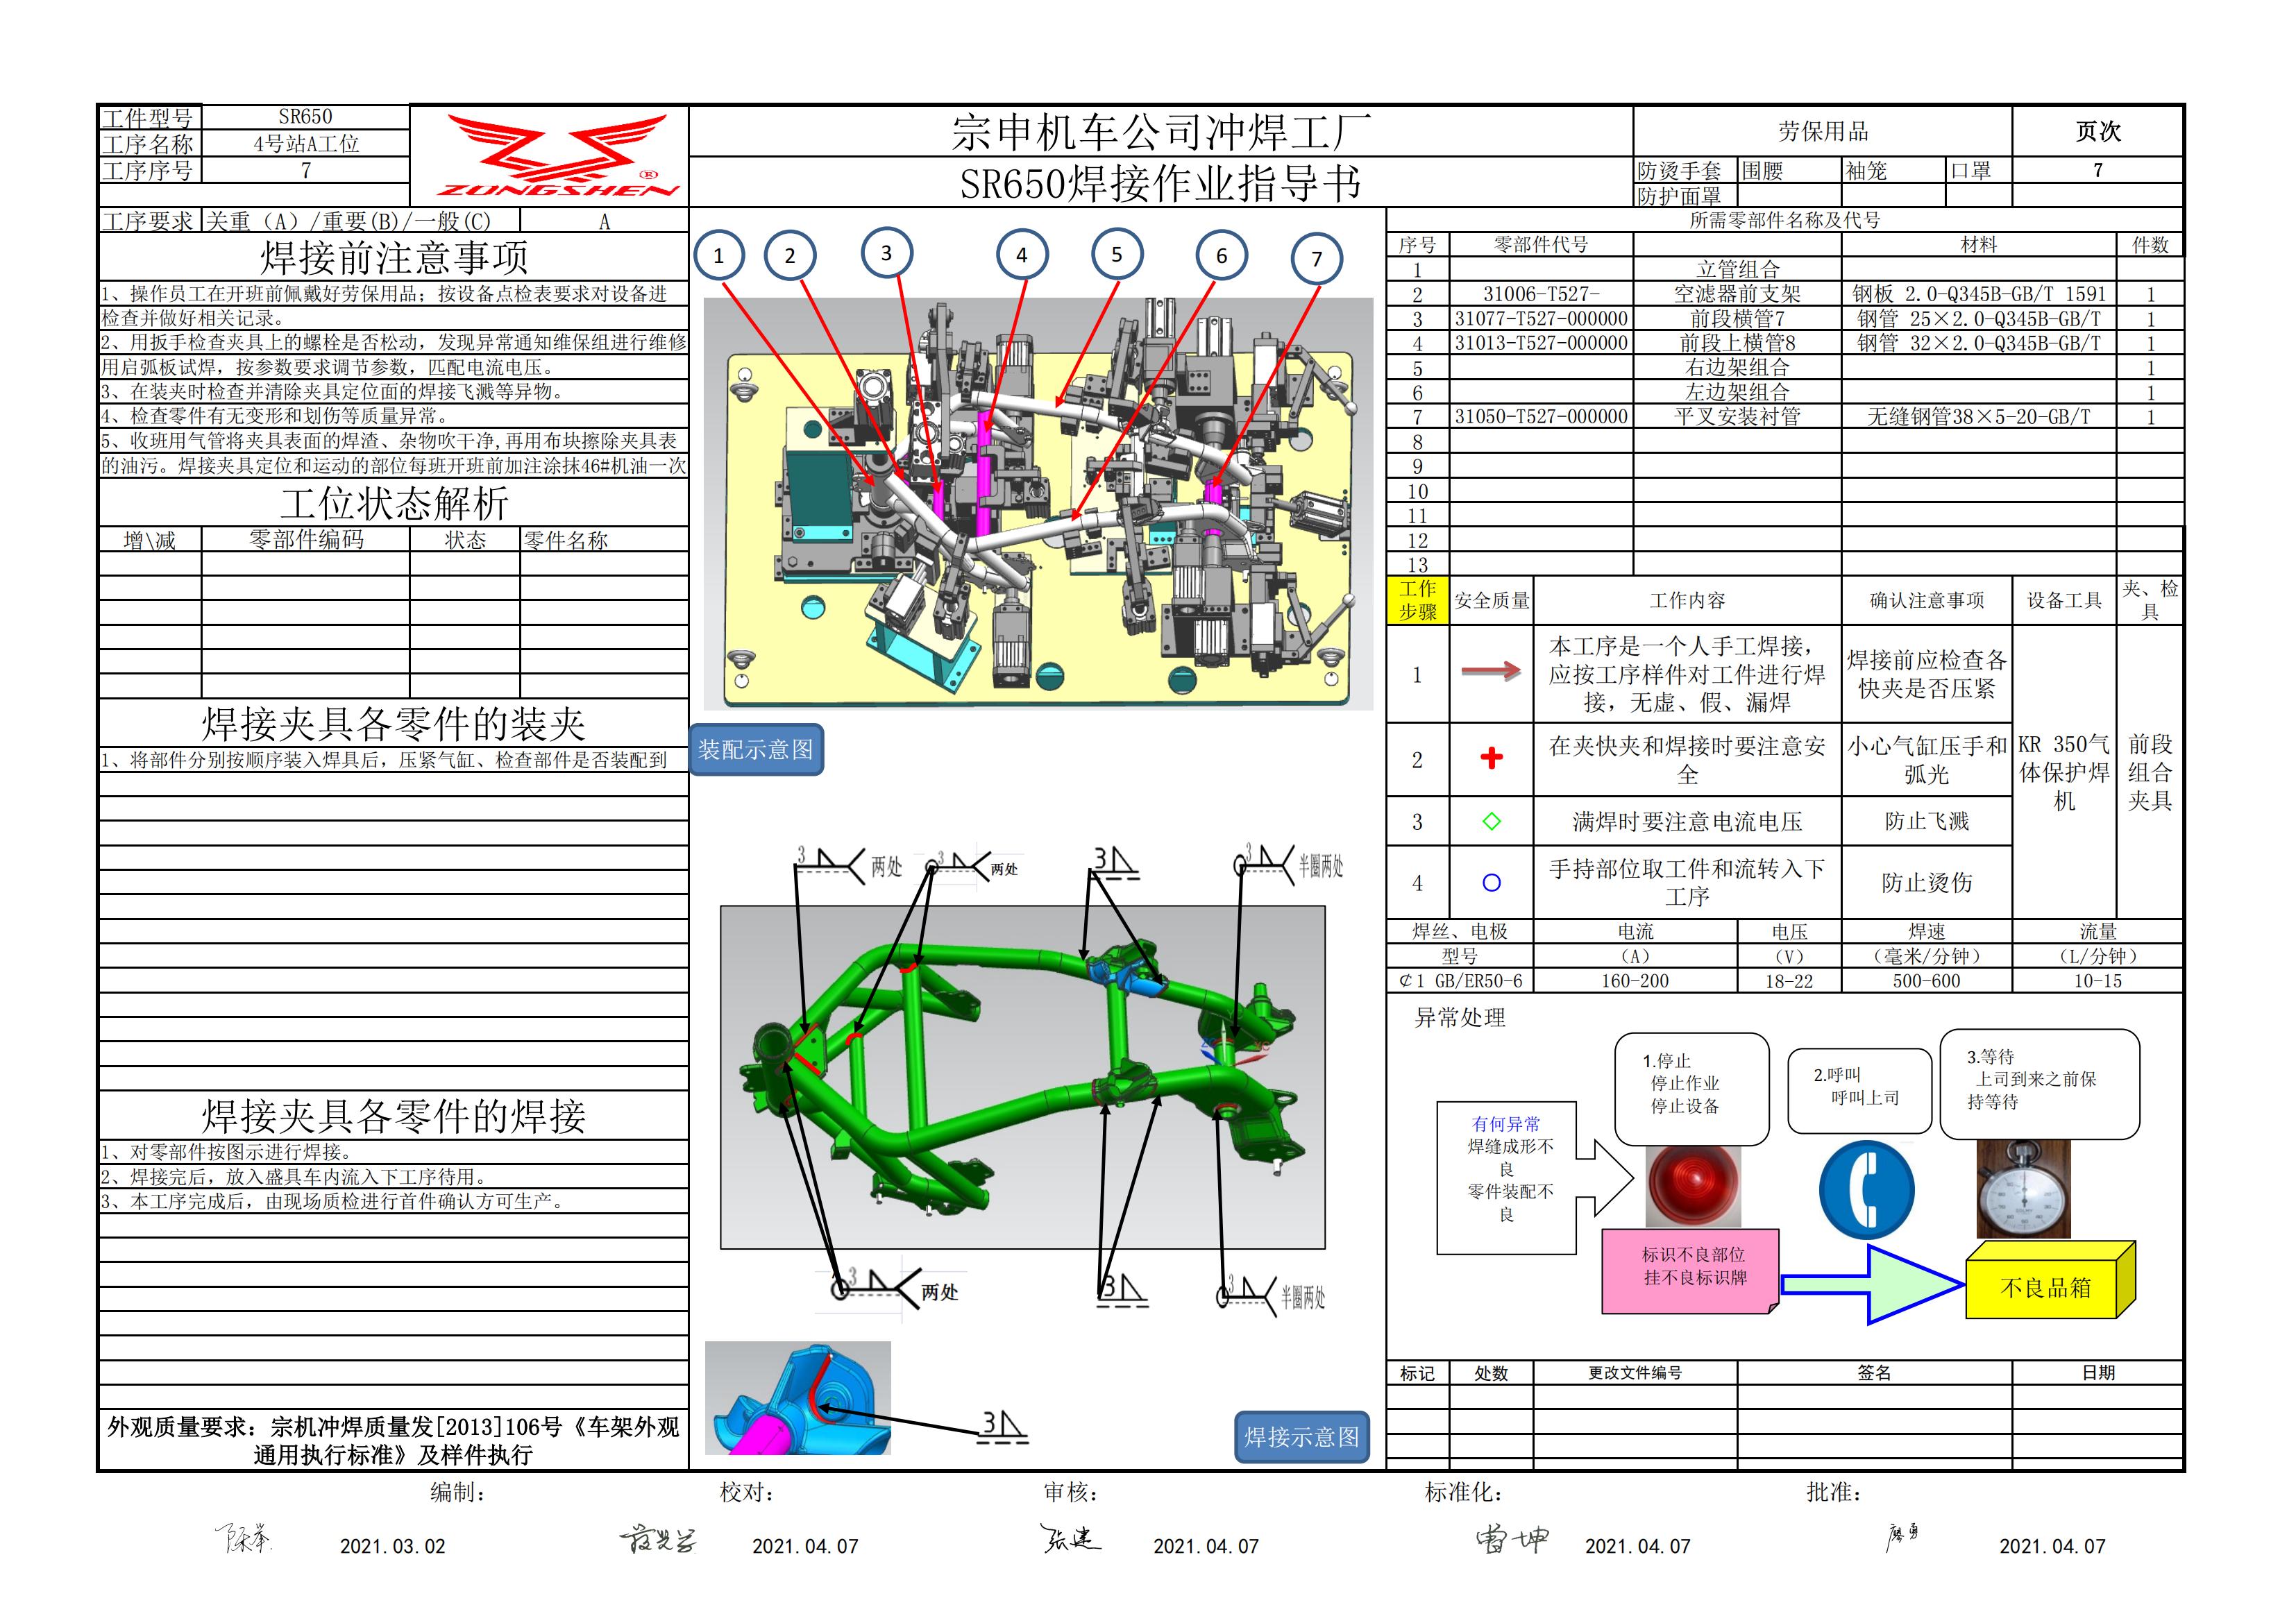 工件型号 SR650
工序名称 4号站A工位
工序序号 7
ZONGSHEN ®
宗申机车公司冲焊工厂
SR650焊接作业指导书
劳保用品 页次
防烫手套 围腰 袖笼 口罩 7
防护面罩
工序要求 关重（A）/重要(B)/一般(C) A
焊接前注意事项
1、操作员工在开班前佩戴好劳保用品；按设备点检表要求对设备进
检查并做好相关记录。
2、用扳手检查夹具上的螺栓是否松动，发现异常通知维保组进行维修
用启弧板试焊，按参数要求调节参数，匹配电流电压。
3、在装夹时检查并清除夹具定位面的焊接飞溅等异物。
4、检查零件有无变形和划伤等质量异常。
5、收班用气管将夹具表面的焊渣、杂物吹干净,再用布块擦除夹具表
的油污。焊接夹具定位和运动的部位每班开班前加注涂抹46#机油一次
工位状态解析
增\减 零部件编码 状态 零件名称
焊接夹具各零件的装夹
1、将部件分别按顺序装入焊具后，压紧气缸、检查部件是否装配到
焊接夹具各零件的焊接
1、对零部件按图示进行焊接。
2、焊接完后，放入盛具车内流入下工序待用。
3、本工序完成后，由现场质检进行首件确认方可生产。
外观质量要求：宗机冲焊质量发[2013]106号《车架外观
通用执行标准》及样件执行
1 2 3 4 5 6 7
装配示意图
3 两处
3 两处
3
3 半圈两处
3 两处
3
3 半圈两处
3
焊接示意图
所需零部件名称及代号
序号 零部件代号 材料 件数
1 立管组合
2 31006-T527- 空滤器前支架 钢板 2.0-Q345B-GB/T 1591 1
3 31077-T527-000000 前段横管7 钢管 25×2.0-Q345B-GB/T 1
4 31013-T527-000000 前段上横管8 钢管 32×2.0-Q345B-GB/T 1
5 右边架组合 1
6 左边架组合 1
7 31050-T527-000000 平叉安装衬管 无缝钢管38×5-20-GB/T 1
8
9
10
11
12
13
工作步骤 安全质量 工作内容 确认注意事项 设备工具 夹、检具
1 本工序是一个人手工焊接，应按工序样件对工件进行焊接，无虚、假、漏焊 焊接前应检查各快夹是否压紧
2 在夹快夹和焊接时要注意安全 小心气缸压手和弧光
KR 350气体保护焊机 前段组合夹具
3 满焊时要注意电流电压 防止飞溅
4 手持部位取工件和流转入下工序 防止烫伤
焊丝、电极 电流 电压 焊速 流量
型号 （A） （V） （毫米/分钟） （L/分钟）
¢1 GB/ER50-6 160-200 18-22 500-600 10-15
异常处理
有何异常
焊缝成形不
良
零件装配不
良
1.停止
停止作业
停止设备
2.呼叫
呼叫上司
3.等待
上司到来之前保
持等待
标识不良部位
挂不良标识牌
不良品箱
标记 处数 更改文件编号 签名 日期
编制： 校对： 审核： 标准化： 批准：
2021.03.02 2021.04.07 张建 2021.04.07 雷坤 2021.04.07 廖勇 2021.04.07